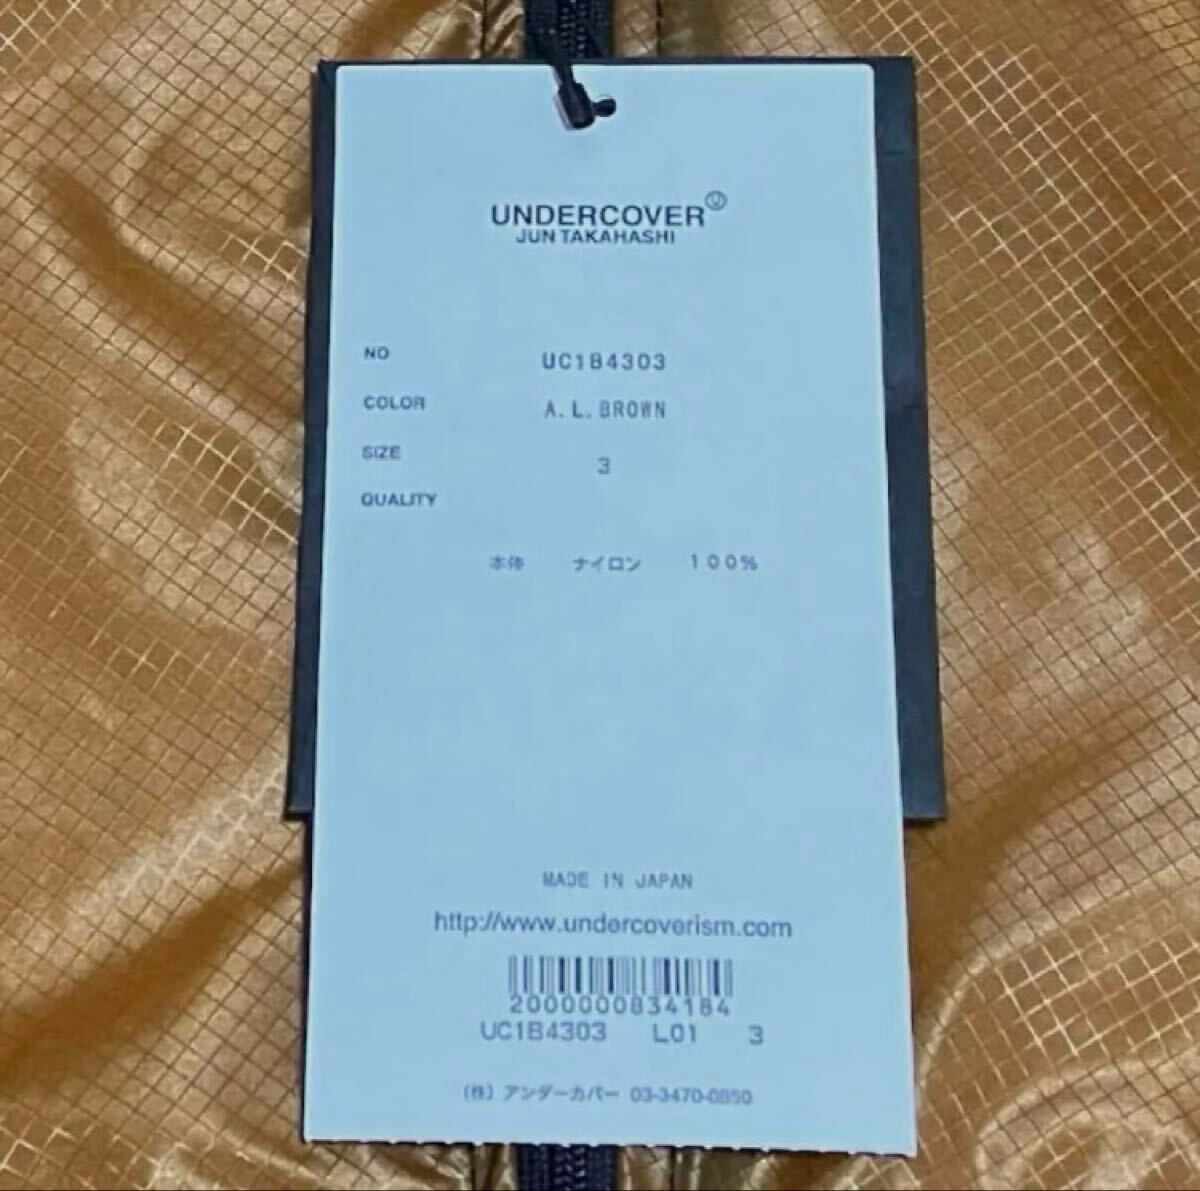 UNDERCOVER
JUN TAKAHASHI
NO UC1B4303
COLOR A.L.BROWN
SIZE 3
QUALITY
本体 ナイロン 100%
MADE IN JAPAN
http://www.undercoverism.com
2000000834184
UC1B4303 L01 3
(株) アンダーカバー 03-3470-0850